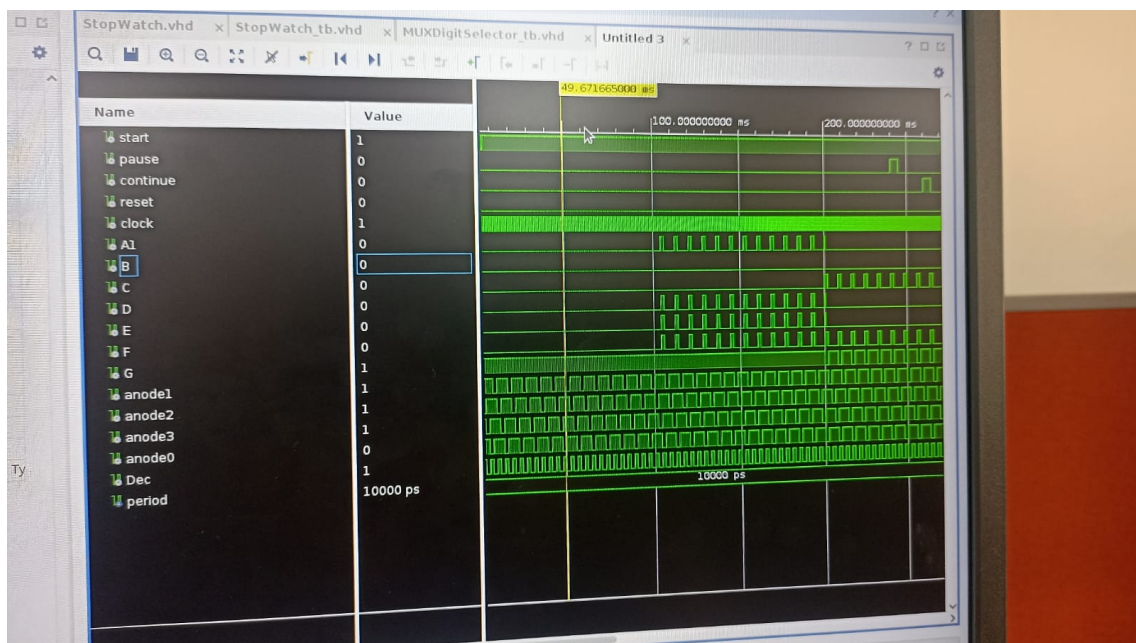 StopWatch.vhd × StopWatch_tb.vhd × MUXDigitSelector_tb.vhd × Untitled 3 ×
49.671665000 ms
Name Value
100.000000000 ms 200.000000000 ms
start 1
pause 0
continue 0
reset 0
clock 1
A1 0
B 0
C 0
D 0
E 0
F 0
G 1
anode1 1
anode2 1
anode3 1
anode0 0
Dec 1
period 10000 ps
10000 ps
Ty